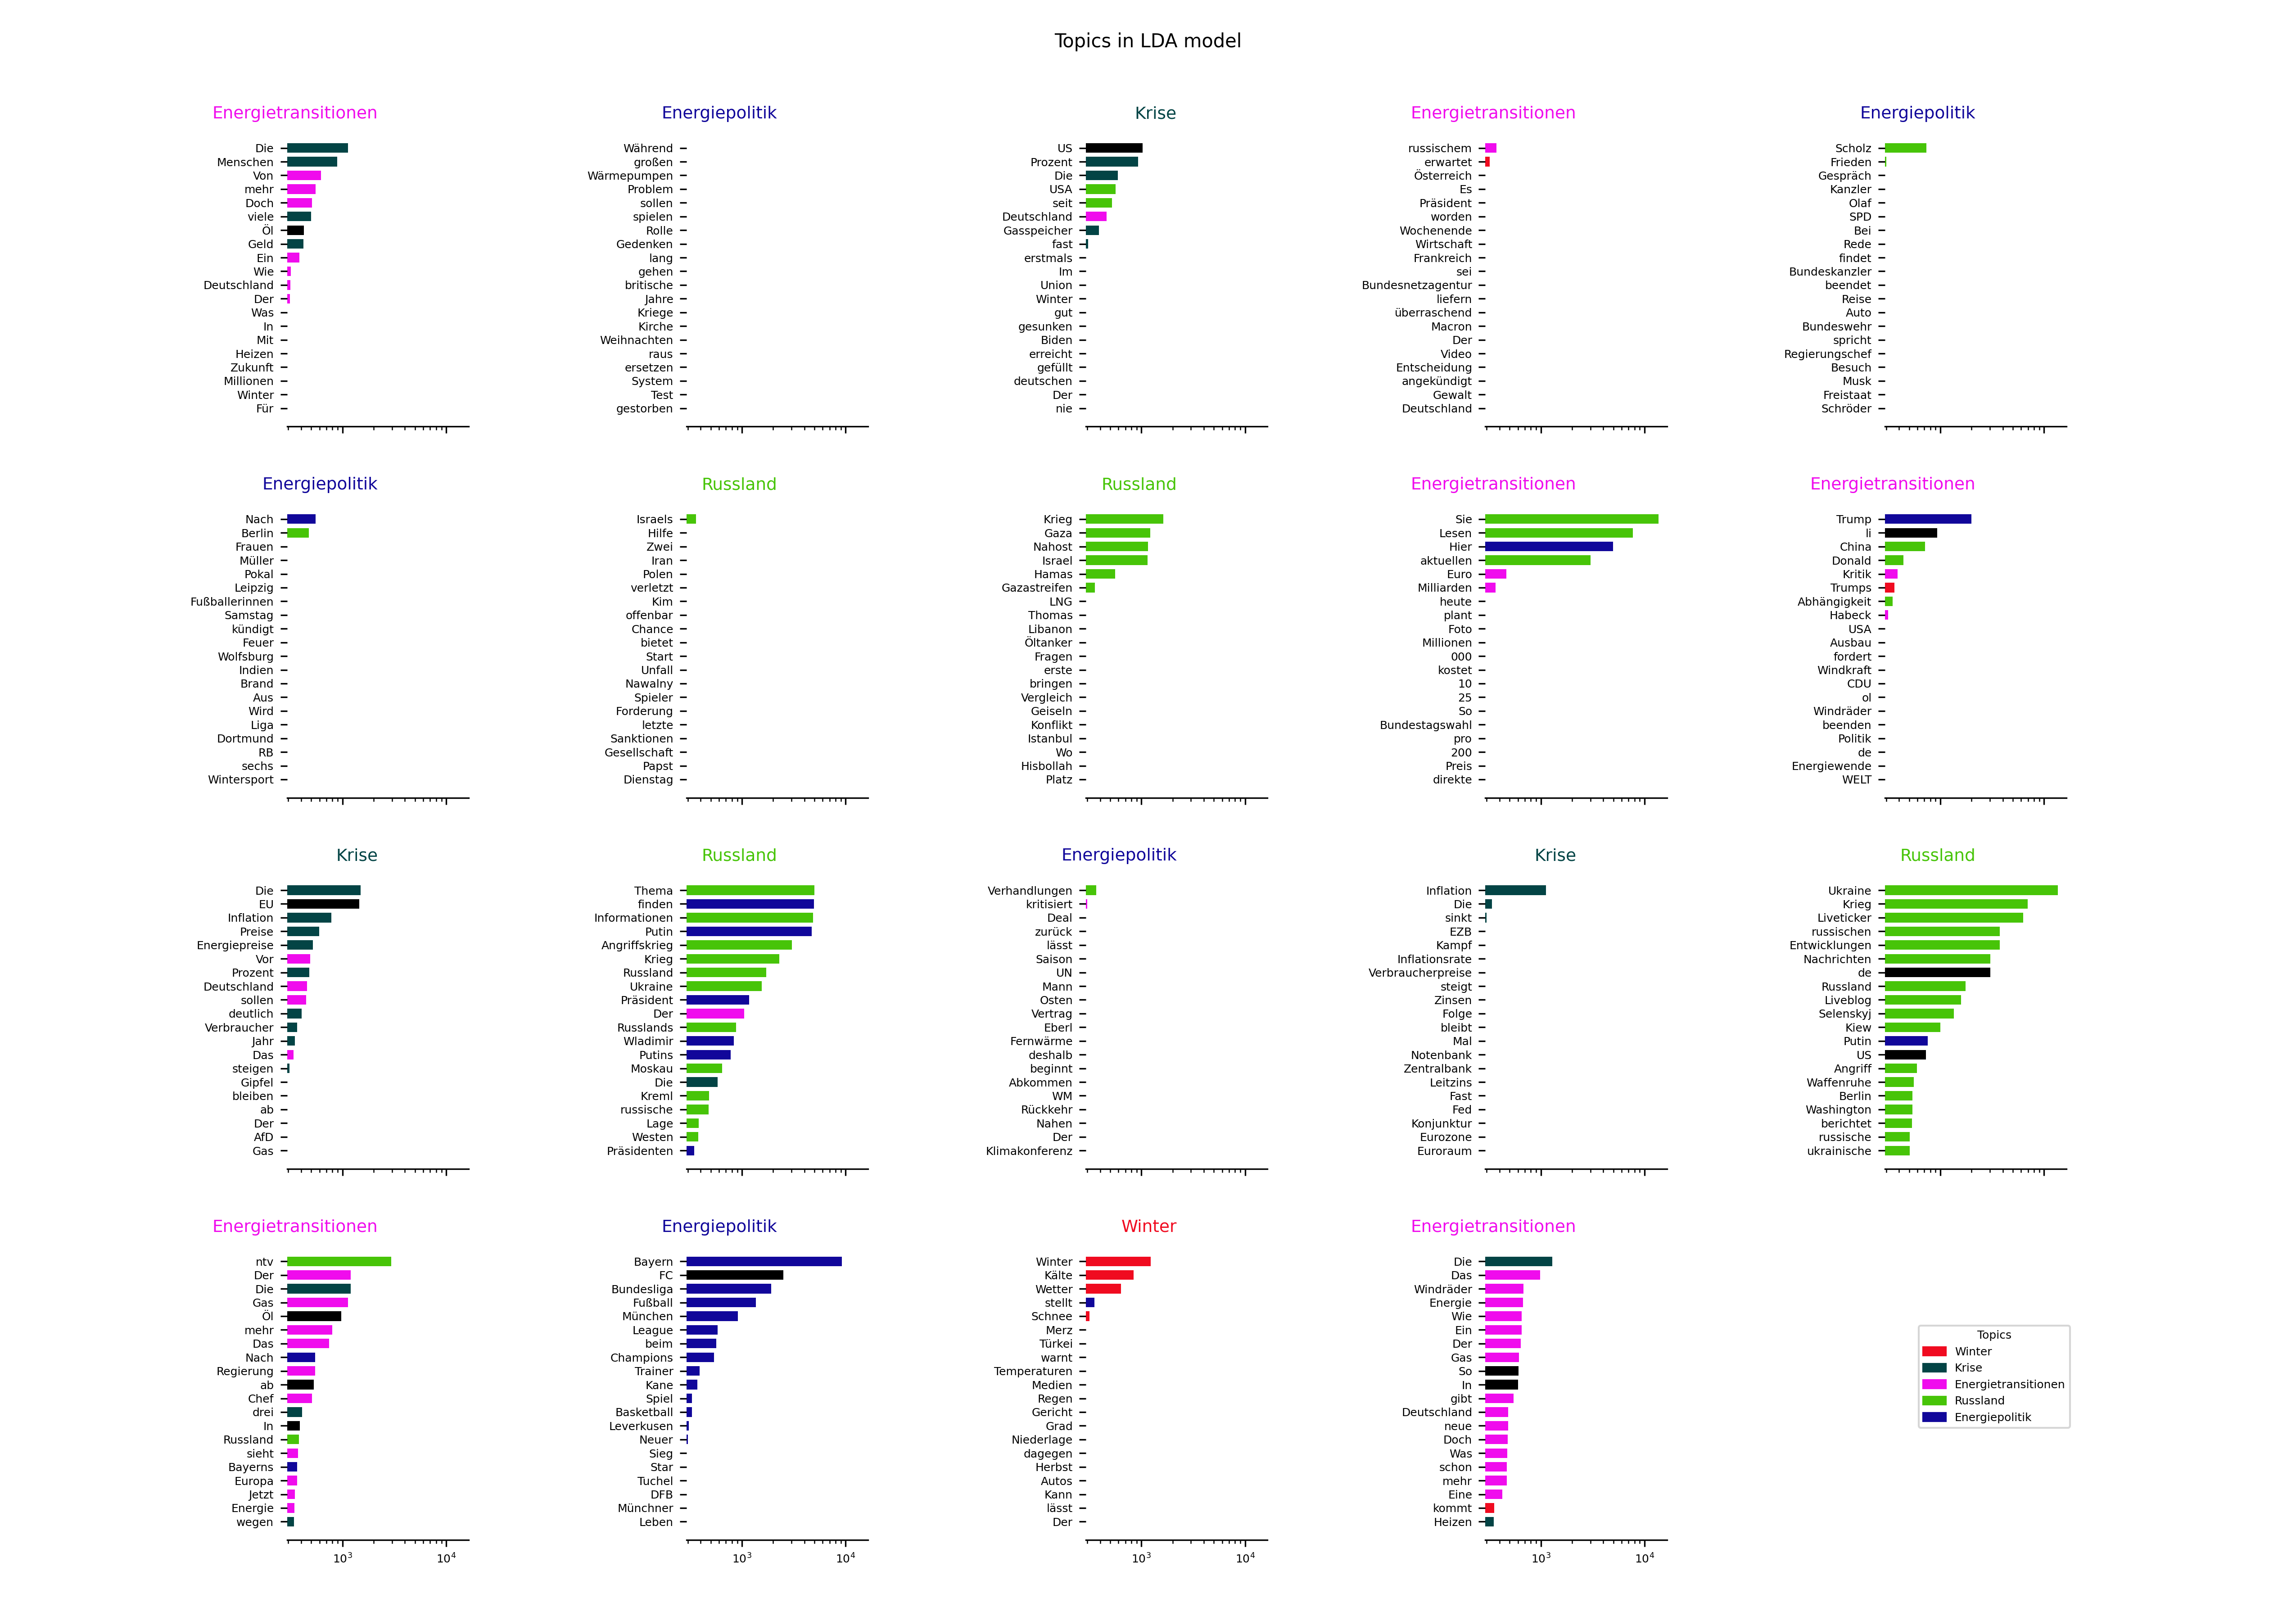 Topics in LDA model
Energietransitionen
Die
Menschen
Von
mehr
Doch
viele
Öl
Geld
Ein
Wie
Deutschland
Der
Was
In
Mit
Heizen
Zukunft
Millionen
Winter
Für
Energiepolitik
Während
großen
Wärmepumpen
Problem
sollen
spielen
Rolle
Gedenken
lang
gehen
britische
Jahre
Kriege
Kirche
Weihnachten
raus
ersetzen
System
Test
gestorben
Krise
US
Prozent
Die
USA
seit
Deutschland
Gasspeicher
fast
erstmals
Im
Union
Winter
gut
gesunken
Biden
erreicht
gefüllt
deutschen
Der
nie
Energietransitionen
russischem
erwartet
Österreich
Es
Präsident
worden
Wochenende
Wirtschaft
Frankreich
sei
Bundesnetzagentur
liefern
überraschend
Macron
Der
Video
Entscheidung
angekündigt
Gewalt
Deutschland
Energiepolitik
Scholz
Frieden
Gespräch
Kanzler
Olaf
SPD
Bei
Rede
findet
Bundeskanzler
beendet
Reise
Auto
Bundeswehr
spricht
Regierungschef
Besuch
Musk
Freistaat
Schröder
Energiepolitik
Nach
Berlin
Frauen
Müller
Pokal
Leipzig
Fußballerinnen
Samstag
kündigt
Feuer
Wolfsburg
Indien
Brand
Aus
Wird
Liga
Dortmund
RB
sechs
Wintersport
Russland
Israels
Hilfe
Zwei
Iran
Polen
verletzt
Kim
offenbar
Chance
bietet
Start
Unfall
Nawalny
Spieler
Forderung
letzte
Sanktionen
Gesellschaft
Papst
Dienstag
Russland
Krieg
Gaza
Nahost
Israel
Hamas
Gazastreifen
LNG
Thomas
Libanon
Öltanker
Fragen
erste
bringen
Vergleich
Geiseln
Konflikt
Istanbul
Wo
Hisbollah
Platz
Energietransitionen
Sie
Lesen
Hier
aktuellen
Euro
Milliarden
heute
plant
Foto
Millionen
000
kostet
10
25
So
Bundestagswahl
pro
200
Preis
direkte
Energietransitionen
Trump
li
China
Donald
Kritik
Trumps
Abhängigkeit
Habeck
USA
Ausbau
fordert
Windkraft
CDU
ol
Windräder
beenden
Politik
de
Energiewende
WELT
Krise
Die
EU
Inflation
Preise
Energiepreise
Vor
Prozent
Deutschland
sollen
deutlich
Verbraucher
Jahr
Das
steigen
Gipfel
bleiben
ab
Der
AfD
Gas
Russland
Thema
finden
Informationen
Putin
Angriffskrieg
Krieg
Russland
Ukraine
Präsident
Der
Russlands
Wladimir
Putins
Moskau
Die
Kreml
russische
Lage
Westen
Präsidenten
Energiepolitik
Verhandlungen
kritisiert
Deal
zurück
lässt
Saison
UN
Mann
Osten
Vertrag
Eberl
Fernwärme
deshalb
beginnt
Abkommen
WM
Rückkehr
Nahen
Der
Klimakonferenz
Krise
Inflation
Die
sinkt
EZB
Kampf
Inflationsrate
Verbraucherpreise
steigt
Zinsen
Folge
bleibt
Mal
Notenbank
Zentralbank
Leitzins
Fast
Fed
Konjunktur
Eurozone
Euroraum
Russland
Ukraine
Krieg
Liveticker
russischen
Entwicklungen
Nachrichten
de
Russland
Liveblog
Selenskyj
Kiew
Putin
US
Angriff
Waffenruhe
Berlin
Washington
berichtet
russische
ukrainische
Energietransitionen
ntv
Der
Die
Gas
Öl
mehr
Das
Nach
Regierung
ab
Chef
drei
In
Russland
sieht
Bayerns
Europa
Jetzt
Energie
wegen
10³ 10⁴
Energiepolitik
Bayern
FC
Bundesliga
Fußball
München
League
beim
Champions
Trainer
Kane
Spiel
Basketball
Leverkusen
Neuer
Sieg
Star
Tuchel
DFB
Münchner
Leben
10³ 10⁴
Winter
Winter
Kälte
Wetter
stellt
Schnee
Merz
Türkei
warnt
Temperaturen
Medien
Regen
Gericht
Grad
Niederlage
dagegen
Herbst
Autos
Kann
lässt
Der
10³ 10⁴
Energietransitionen
Die
Das
Windräder
Energie
Wie
Ein
Der
Gas
So
In
gibt
Deutschland
neue
Doch
Was
schon
mehr
Eine
kommt
Heizen
10³ 10⁴
Topics
Winter
Krise
Energietransitionen
Russland
Energiepolitik